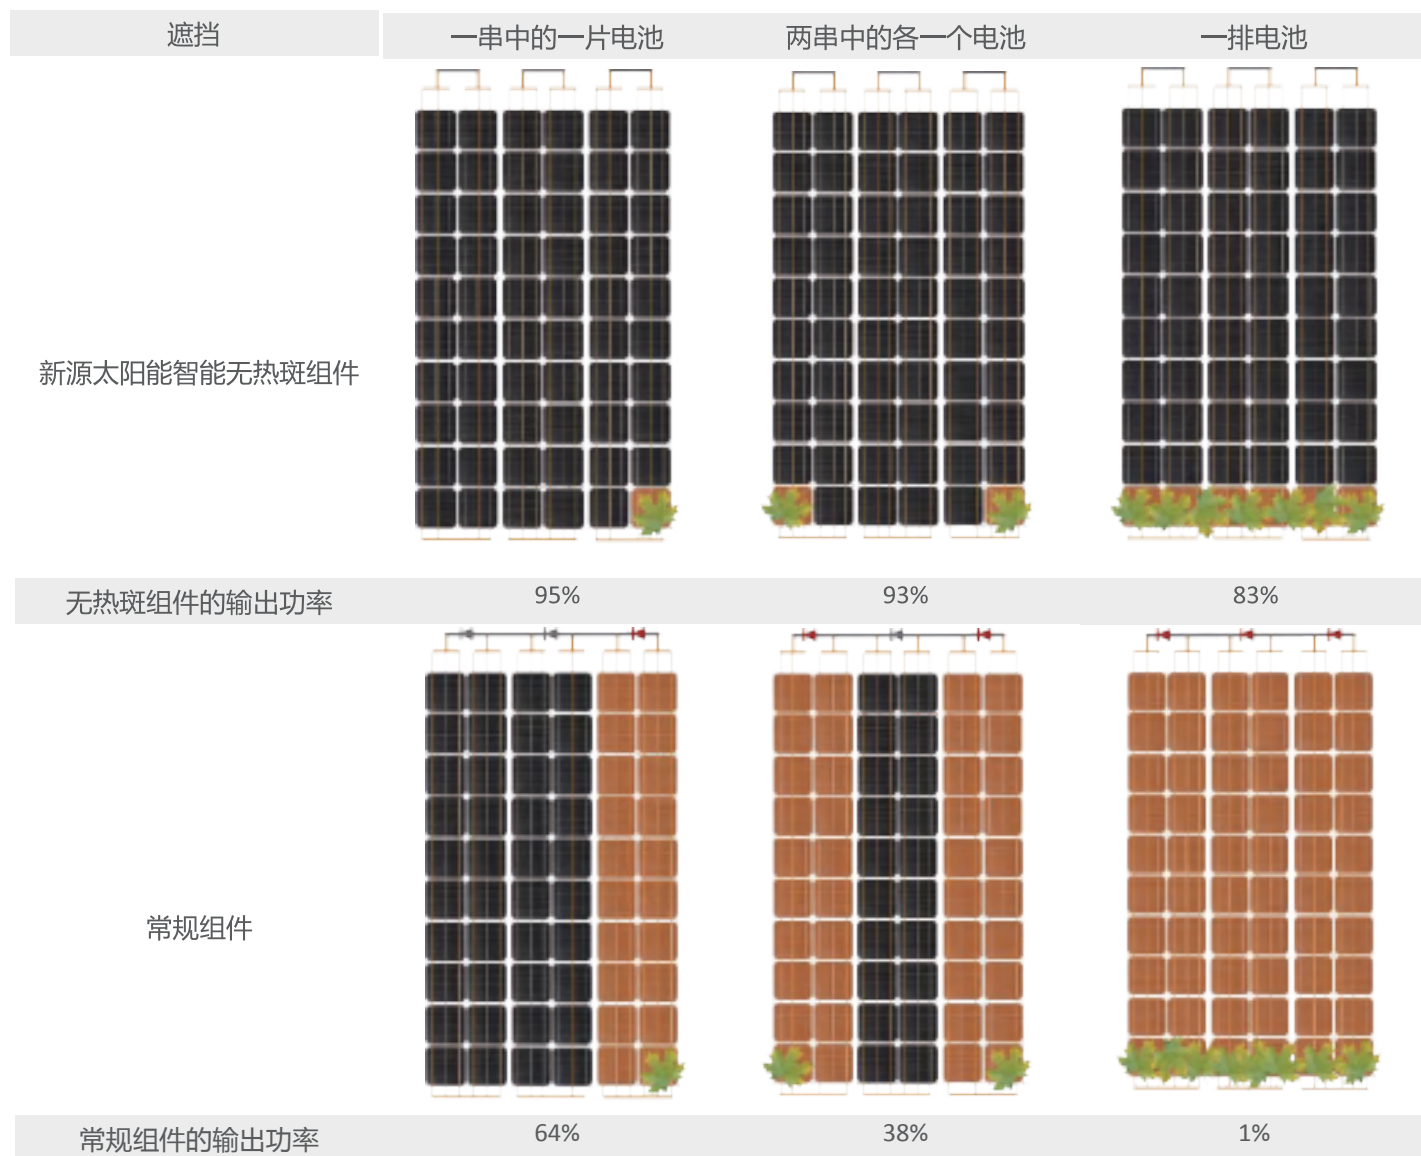 遮挡 一串中的一片电池 两串中的各一个电池 一排电池
新源太阳能智能无热斑组件
无热斑组件的输出功率 95% 93% 83%
常规组件
常规组件的输出功率 64% 38% 1%